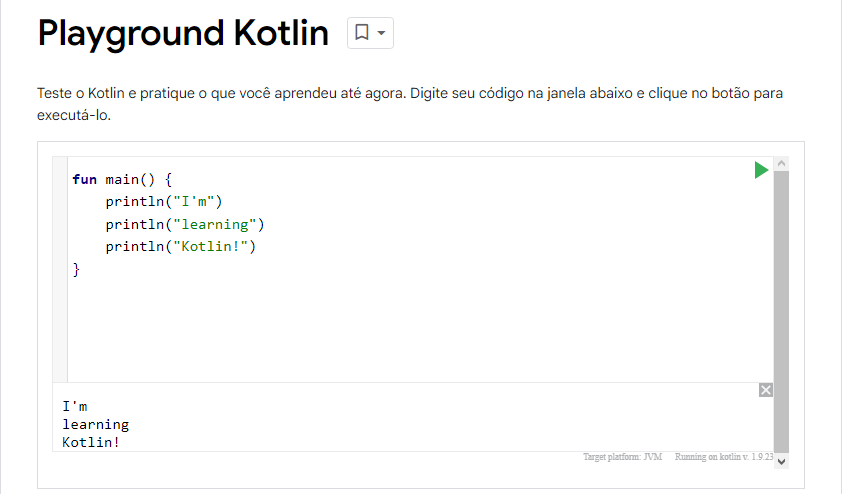 Playground Kotlin
Teste o Kotlin e pratique o que você aprendeu até agora. Digite seu código na janela abaixo e clique no botão para
executá-lo.
fun main() {
    println("I'm")
    println("learning")
    println("Kotlin!")
}
I'm
learning
Kotlin!
Target platform: JVM Running on kotlin v. 1.9.23